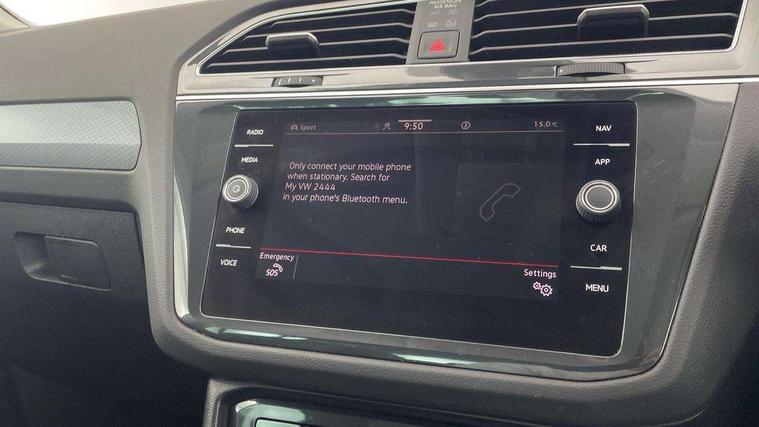 PASSENGER
AIR BAG
RADIO
MEDIA
PHONE
VOICE
Sport
9:50
2
15.0°C
Only connect your mobile phone
when stationary. Search for
My VW 2444
in your phone's Bluetooth menu.
Emergency
SOS
Settings
NAV
APP
CAR
MENU